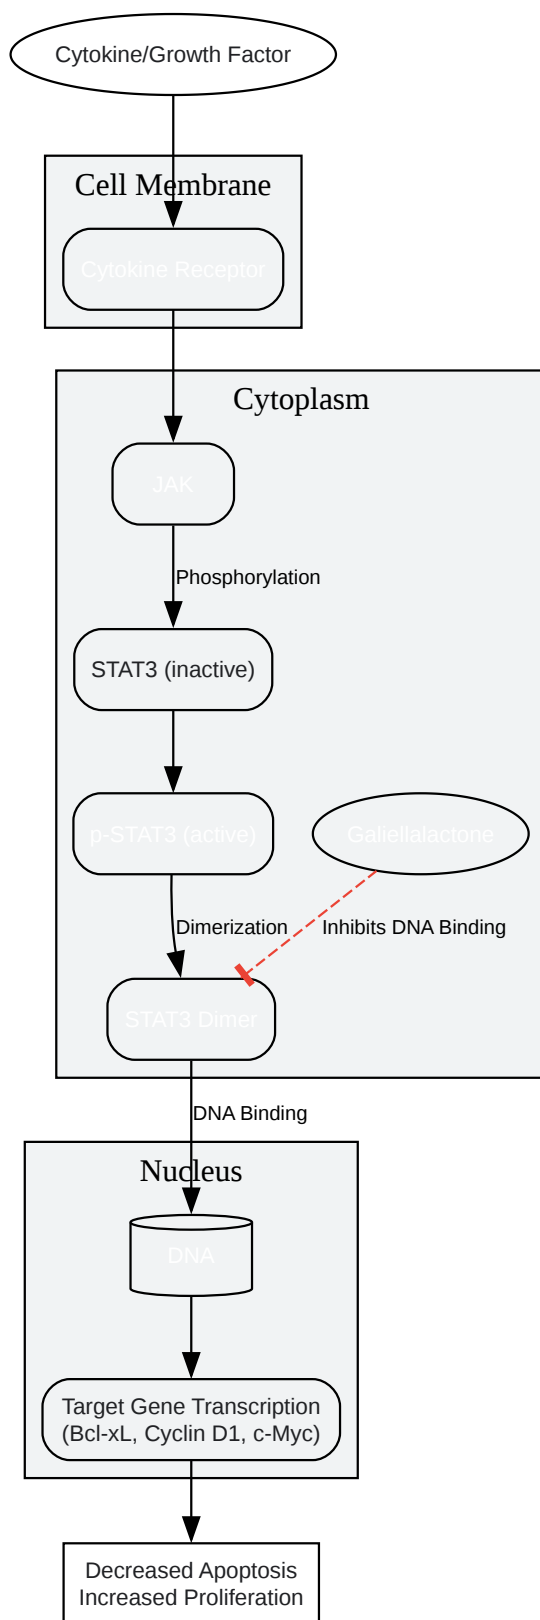 Cytokine/Growth Factor
Cell Membrane
Cytokine Receptor
Cytoplasm
JAK
Phosphorylation
STAT3 (inactive)
p-STAT3 (active)
Galiellalactone
Dimerization
Inhibits DNA Binding
STAT3 Dimer
DNA Binding
Nucleus
DNA
Target Gene Transcription
(Bcl-xL, Cyclin D1, c-Myc)
Decreased Apoptosis
Increased Proliferation